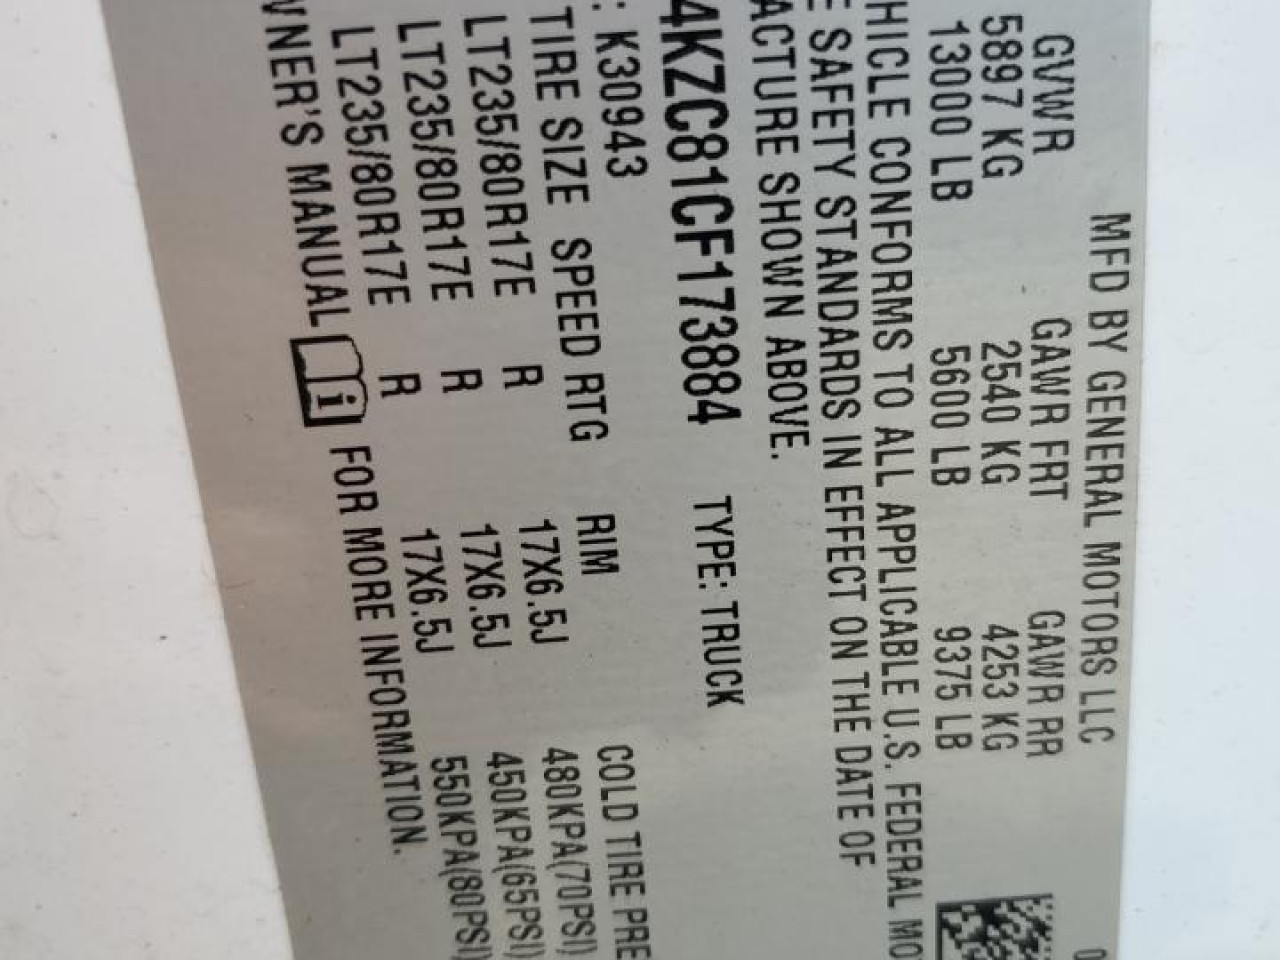 MFD BY GENERAL MOTORS LLC
GVWR GAWR FRT GAWR RR
5897 KG 2540 KG 4253 KG
13000 LB 5600 LB 9375 LB
HICLE CONFORMS TO ALL APPLICABLE U.S. FEDERAL MO
E SAFETY STANDARDS IN EFFECT ON THE DATE OF
ACTURE SHOWN ABOVE.
4KZC81CF173884 TYPE: TRUCK
: K30943
TIRE SIZE SPEED RTG RIM COLD TIRE PRE
LT235/80R17E R 17X6.5J 480KPA(70PSI)
LT235/80R17E R 17X6.5J 450KPA(65PSI)
LT235/80R17E R 17X6.5J 550KPA(80PSI)
WNER'S MANUAL i FOR MORE INFORMATION.